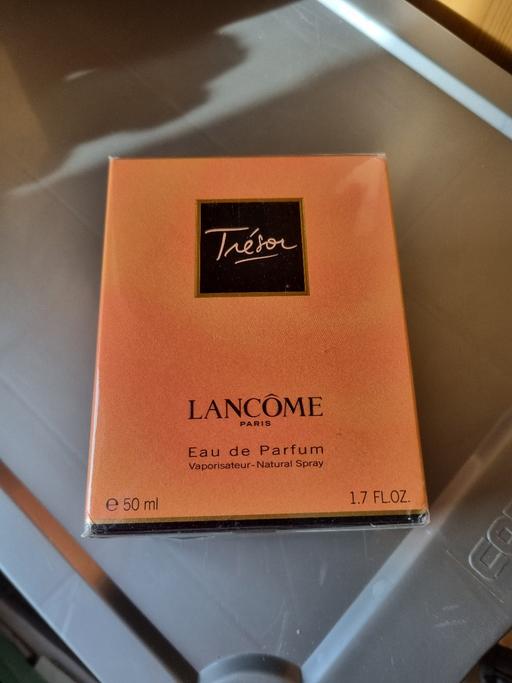 Trésor
LANCÔME
PARIS
Eau de Parfum
Vaporisateur-Natural Spray
℮ 50 ml
1.7 FL.OZ.